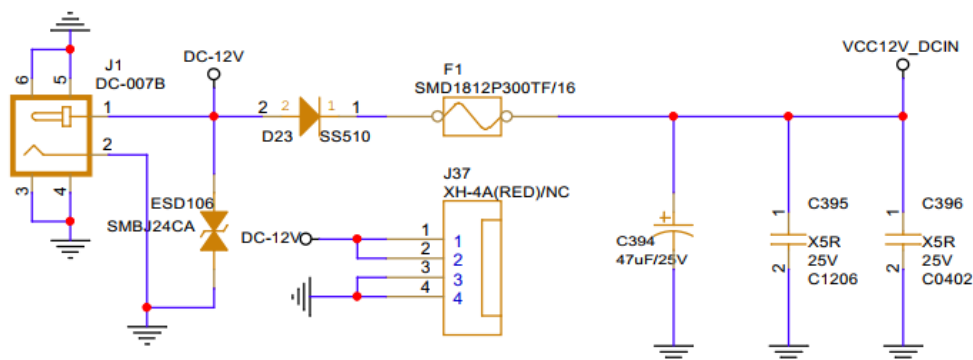 6
5
J1
DC-007B
1
2
3
4
DC-12V
2
2
1
1
D23
SS510
F1
SMD1812P300TF/16
VCC12V_DCIN
ESD106
SMBJ24CA
J37
XH-4A(RED)/NC
DC-12V
1
1
2
2
3
3
4
4
+
C394
47uF/25V
C395
1
X5R
25V
2
C1206
C396
1
X5R
25V
2
C0402